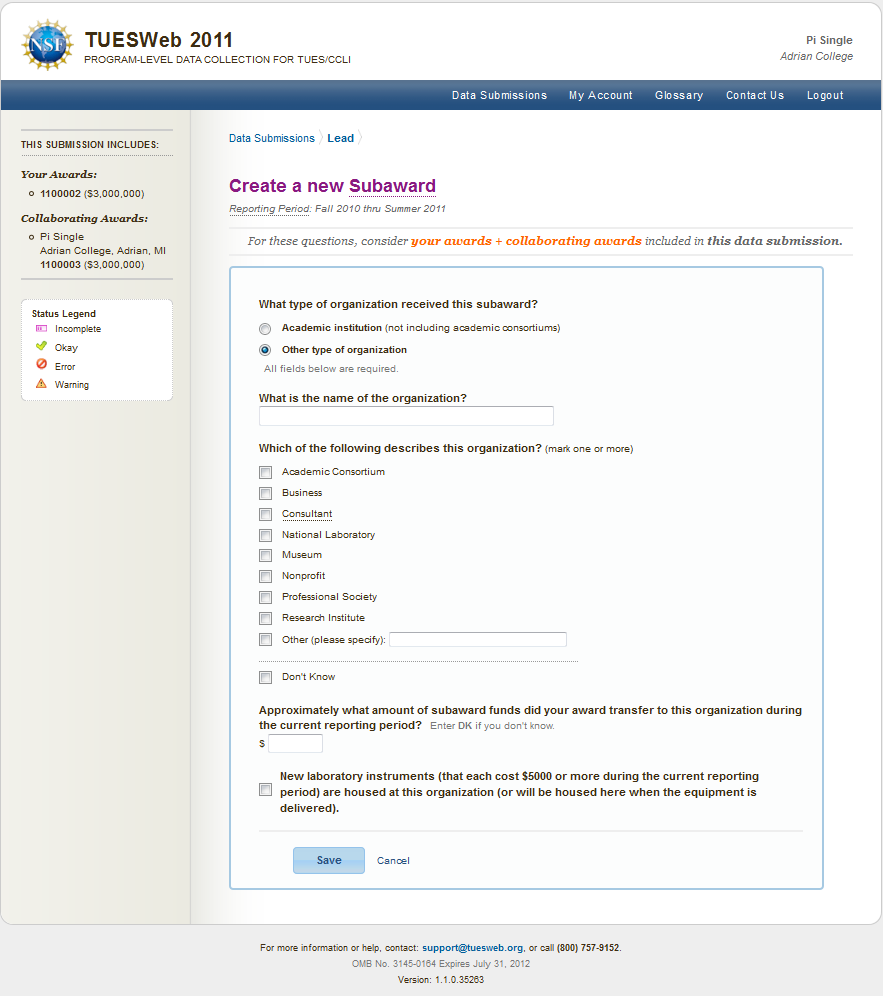 NSF
TUESWeb 2011
PROGRAM-LEVEL DATA COLLECTION FOR TUES/CCLI
Pi Single
Adrian College
Data Submissions My Account Glossary Contact Us Logout
THIS SUBMISSION INCLUDES:
Your Awards:
1100002 ($3,000,000)
Collaborating Awards:
Pi Single
Adrian College, Adrian, MI
1100003 ($3,000,000)
Status Legend
Incomplete
Okay
Error
Warning
Data Submissions Lead
Create a new Subaward
Reporting Period: Fall 2010 thru Summer 2011
For these questions, consider your awards + collaborating awards included in this data submission.
What type of organization received this subaward?
Academic institution (not including academic consortiums)
Other type of organization
All fields below are required.
What is the name of the organization?
Which of the following describes this organization? (mark one or more)
Academic Consortium
Business
Consultant
National Laboratory
Museum
Nonprofit
Professional Society
Research Institute
Other (please specify):
Don't Know
Approximately what amount of subaward funds did your award transfer to this organization during
the current reporting period? Enter DK if you don't know.
$
New laboratory instruments (that each cost $5000 or more during the current reporting
period) are housed at this organization (or will be housed here when the equipment is
delivered).
Save Cancel
For more information or help, contact: support@tuesweb.org, or call (800) 757-9152.
OMB No. 3145-0164 Expires July 31, 2012
Version: 1.1.0.35263